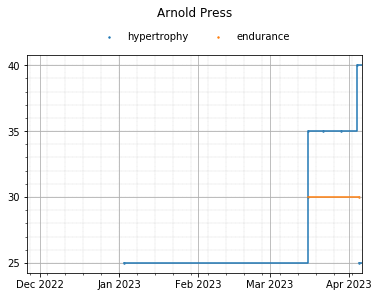 Arnold Press
hypertrophy endurance
40
35
30
25
Dec 2022 Jan 2023 Feb 2023 Mar 2023 Apr 2023